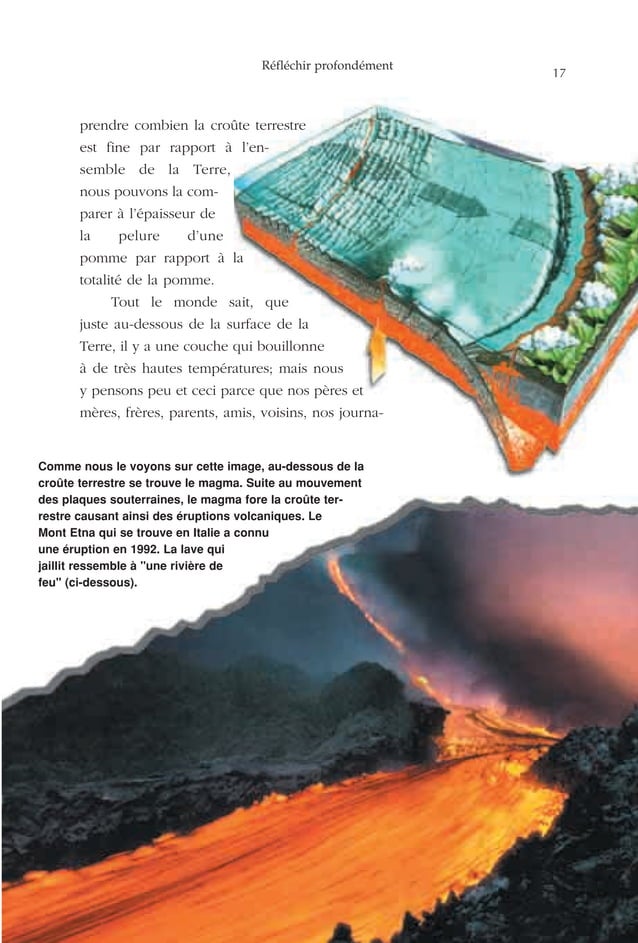 Réfléchir profondément
17
prendre combien la croûte terrestre
est fine par rapport à l'en-
semble de la Terre,
nous pouvons la com-
parer à l'épaisseur de
la pelure d'une
pomme par rapport à la
totalité de la pomme.
Tout le monde sait, que
juste au-dessous de la surface de la
Terre, il y a une couche qui bouillonne
à de très hautes températures; mais nous
y pensons peu et ceci parce que nos pères et
mères, frères, parents, amis, voisins, nos journa-
Comme nous le voyons sur cette image, au-dessous de la
croûte terrestre se trouve le magma. Suite au mouvement
des plaques souterraines, le magma fore la croûte ter-
restre causant ainsi des éruptions volcaniques. Le
Mont Etna qui se trouve en Italie a connu
une éruption en 1992. La lave qui
jaillit ressemble à "une rivière de
feu" (ci-dessous).